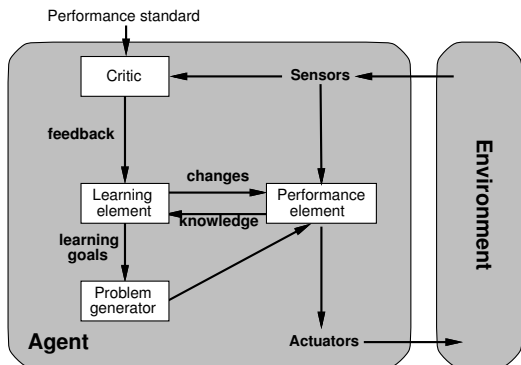 Performance standard
Critic
Sensors
feedback
changes
Learning
element
Performance
element
knowledge
learning
goals
Problem
generator
Agent
Actuators
Environment